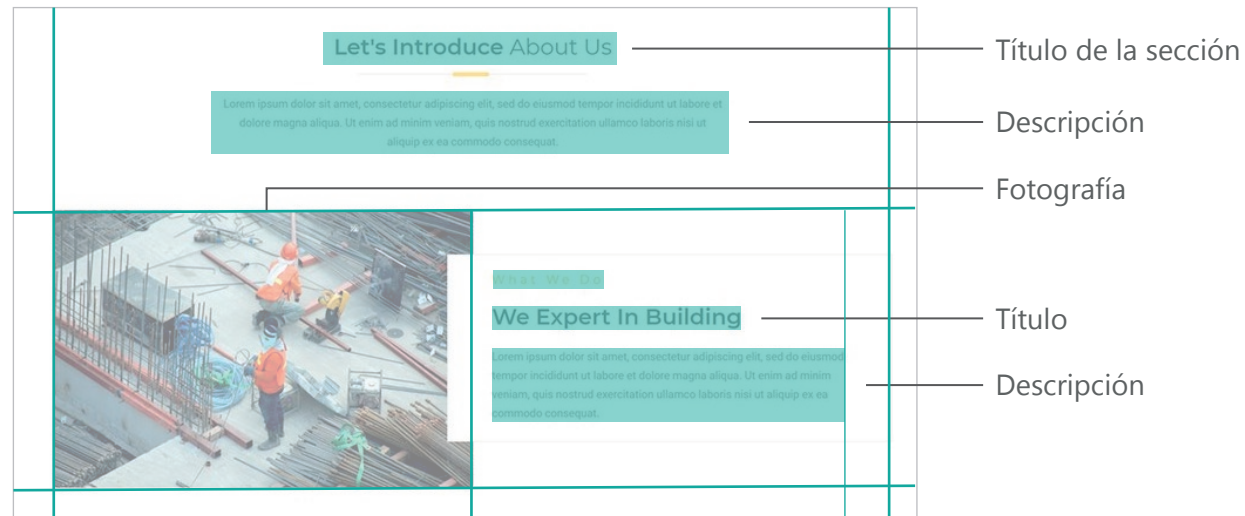 Let's Introduce About Us
Título de la sección
Lorem ipsum dolor sit amet, consectetur adipiscing elit, sed do eiusmod tempor incididunt ut labore et
dolore magna aliqua. Ut enim ad minim veniam, quis nostrud exercitation ullamco laboris nisi ut
aliquip ex ea commodo consequat.
Descripción
Fotografía
What We Do
We Expert In Building
Título
Lorem ipsum dolor sit amet, consectetur adipiscing elit, sed do eiusmod
tempor incididunt ut labore et dolore magna aliqua. Ut enim ad minim
veniam, quis nostrud exercitation ullamco laboris nisi ut aliquip ex ea
commodo consequat.
Descripción